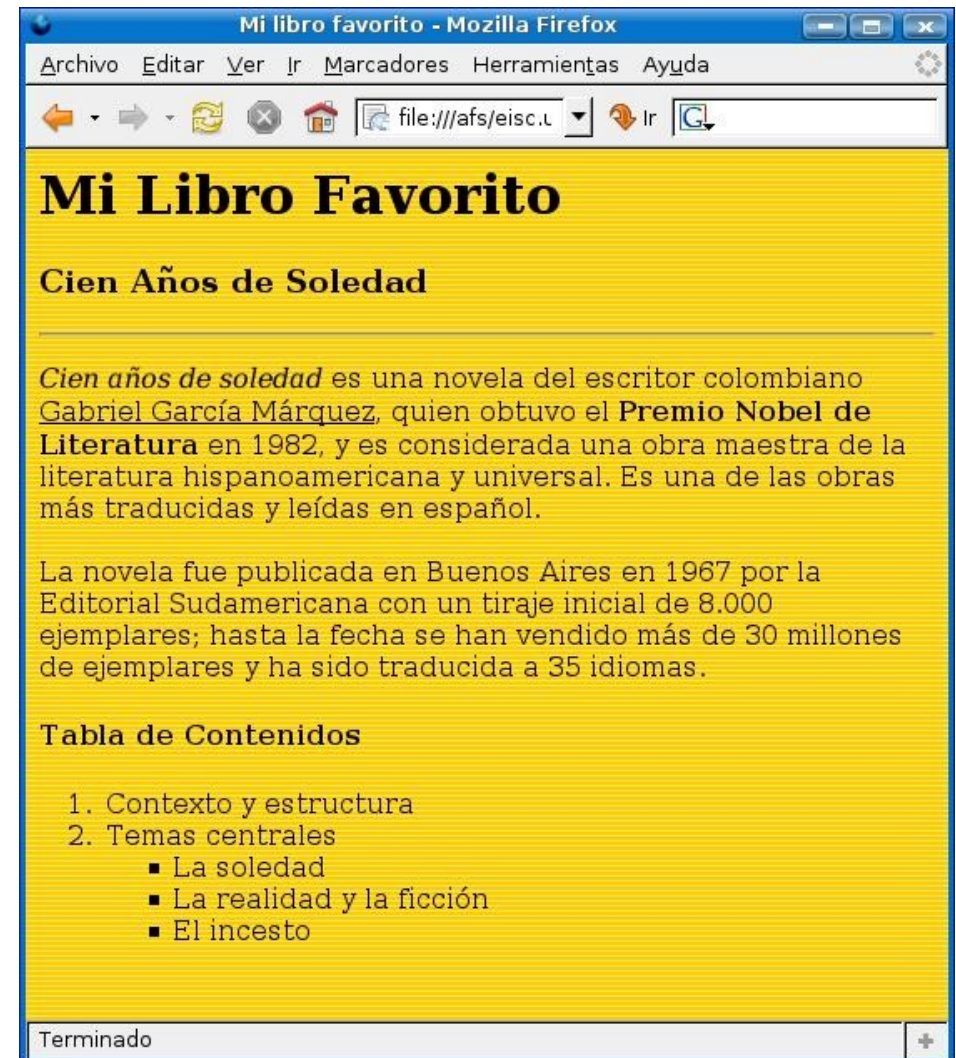 Mi libro favorito - Mozilla Firefox
Archivo Editar Ver Ir Marcadores Herramientas Ayuda
file:///afs/eisc.u Ir G
Mi Libro Favorito
Cien Años de Soledad
Cien años de soledad es una novela del escritor colombiano
Gabriel García Márquez, quien obtuvo el Premio Nobel de
Literatura en 1982, y es considerada una obra maestra de la
literatura hispanoamericana y universal. Es una de las obras
más traducidas y leídas en español.
La novela fue publicada en Buenos Aires en 1967 por la
Editorial Sudamericana con un tiraje inicial de 8.000
ejemplares; hasta la fecha se han vendido más de 30 millones
de ejemplares y ha sido traducida a 35 idiomas.
Tabla de Contenidos
1. Contexto y estructura
2. Temas centrales
▪ La soledad
▪ La realidad y la ficción
▪ El incesto
Terminado